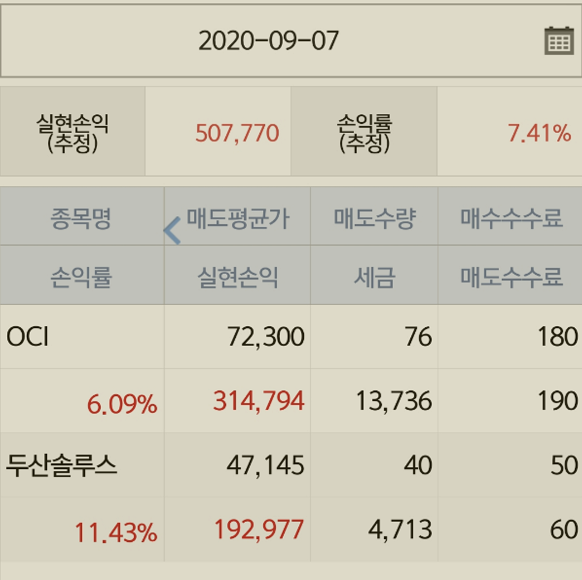 2020-09-07
실현손익 (추정) 507,770 손익률 (추정) 7.41%
종목명 매도평균가 매도수량 매수수수료
손익률 실현손익 세금 매도수수료
OCI 72,300 76 180
6.09% 314,794 13,736 190
두산솔루스 47,145 40 50
11.43% 192,977 4,713 60